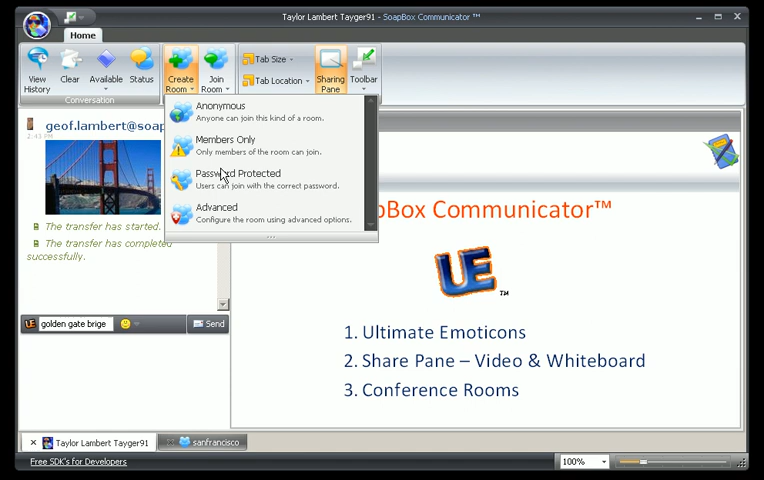 Taylor Lambert Tayger91 - SoapBox Communicator ™
Home
View History
Clear
Available
Status
Create Room
Join Room
Tab Size
Tab Location
Sharing Pane
Toolbar
Conversation
Anonymous
Anyone can join this kind of a room.
Members Only
Only members of the room can join.
Password Protected
Users can join with the correct password.
Advanced
Configure the room using advanced options.
geof.lambert@soap
2:43 PM
The transfer has started.
The transfer has completed
successfully.
pBox Communicator™
UE™
1. Ultimate Emoticons
2. Share Pane – Video & Whiteboard
3. Conference Rooms
UE
golden gate brige
Send
Taylor Lambert Tayger91
sanfrancisco
Free SDK's for Developers
100%